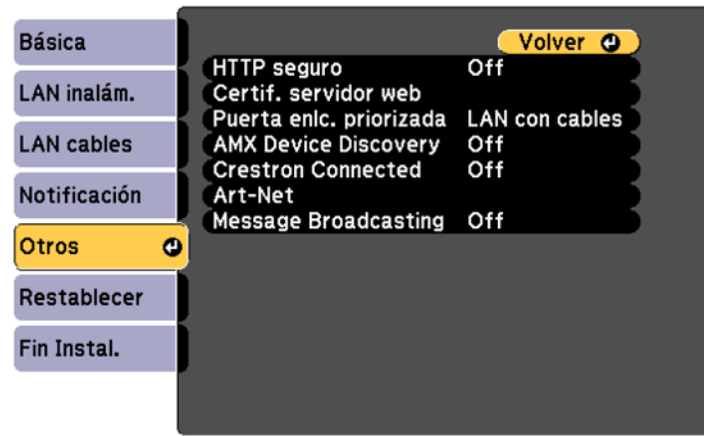 Básica
LAN inalám.
LAN cables
Notificación
Otros
Restablecer
Fin Instal.
Volver
HTTP seguro Off
Certif. servidor web
Puerta enlc. priorizada LAN con cables
AMX Device Discovery Off
Crestron Connected Off
Art-Net
Message Broadcasting Off